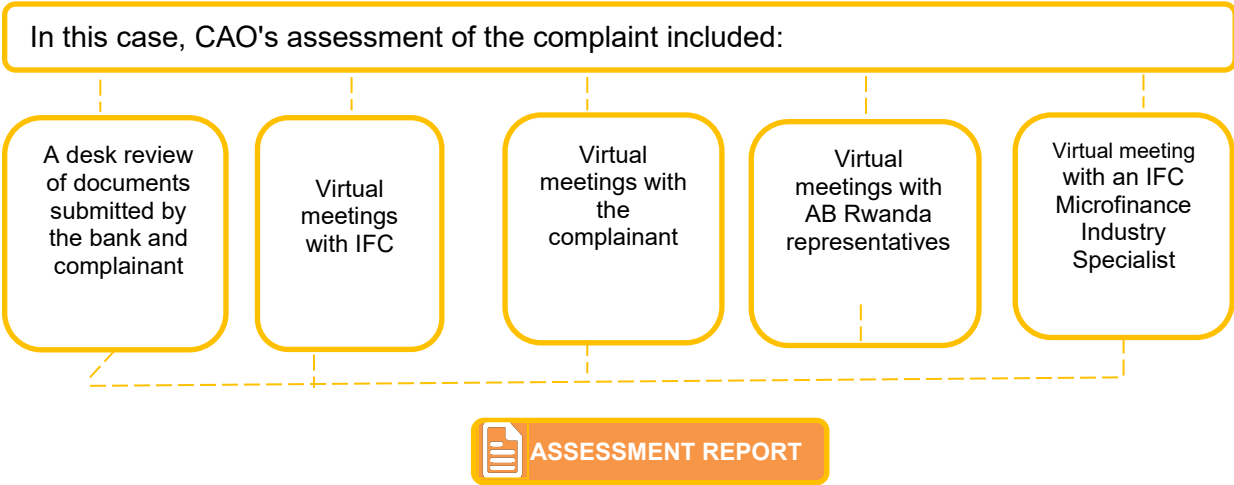 In this case, CAO's assessment of the complaint included:
A desk review
of documents
submitted by
the bank and
complainant
Virtual
meetings
with IFC
Virtual
meetings with
the
complainant
Virtual
meetings with
AB Rwanda
representatives
Virtual meeting
with an IFC
Microfinance
Industry
Specialist
ASSESSMENT REPORT